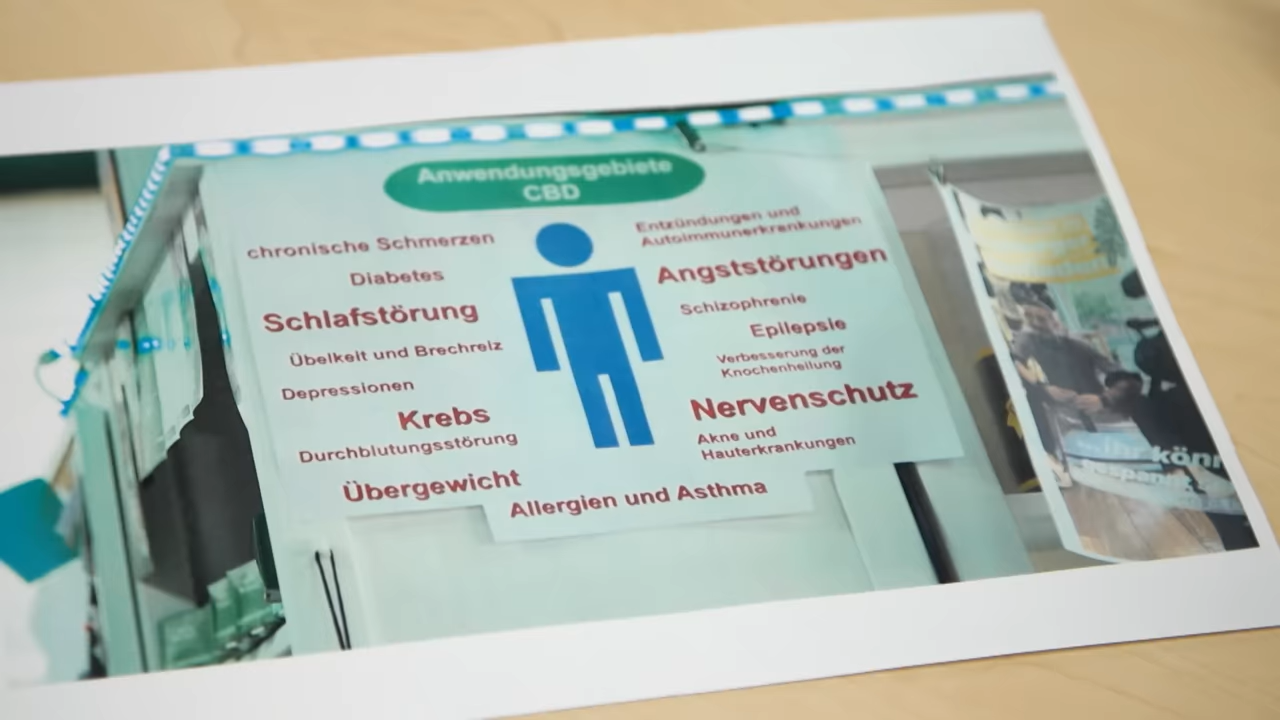 Anwendungsgebiete
CBD
chronische Schmerzen
Diabetes
Schlafstörung
Übelkeit und Brechreiz
Depressionen
Krebs
Durchblutungsstörung
Übergewicht
Allergien und Asthma
Entzündungen und
Autoimmunerkrankungen
Angststörungen
Schizophrenie
Epilepsie
Verbesserung der
Knochenheilung
Nervenschutz
Akne und
Hauterkrankungen